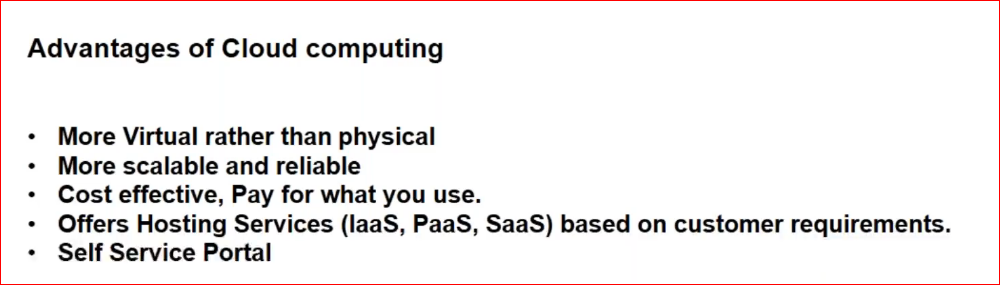 Advantages of Cloud computing
• More Virtual rather than physical
• More scalable and reliable
• Cost effective, Pay for what you use.
• Offers Hosting Services (IaaS, PaaS, SaaS) based on customer requirements.
• Self Service Portal